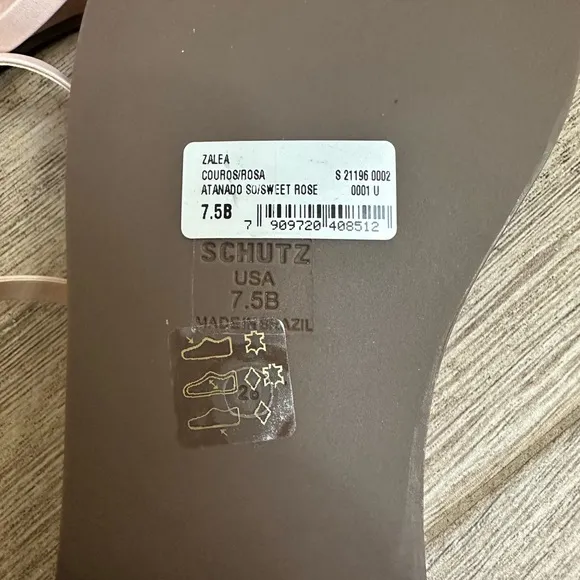 ZALEA
COUROS/ROSA S 21196 0002
ATANADO SO/SWEET ROSE 0001 U
7.5B
7 909720 408512
SCHUTZ
USA
7.5B
MADE IN BRAZIL
26